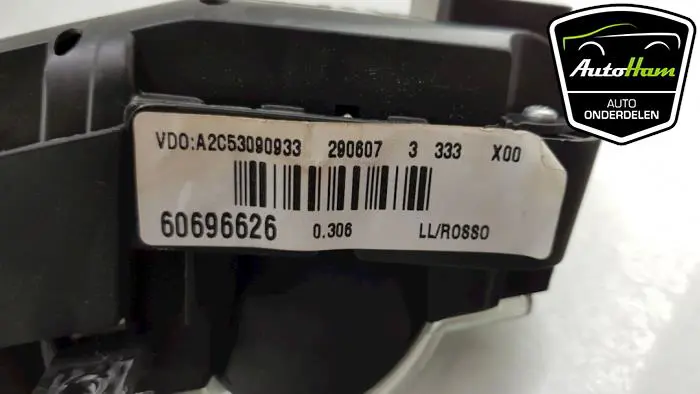 AutoHam
AUTO
ONDERDELEN
VDO:A2C53090933 290607 3 333 X00
60696626 0.306 LL/ROSSO